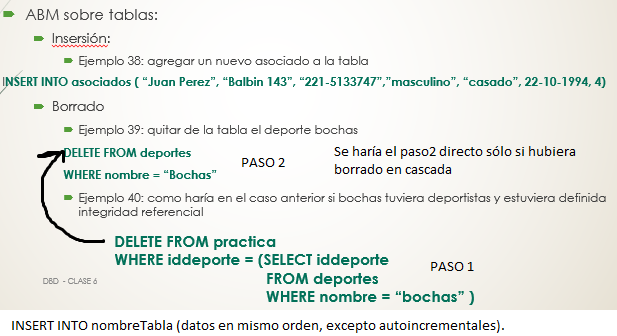 ABM sobre tablas:
Insersión:
Ejemplo 38: agregar un nuevo asociado a la tabla
INSERT INTO asociados ( “Juan Perez”, “Balbin 143”, “221-5133747”,”masculino”, “casado”, 22-10-1994, 4)
Borrado
Ejemplo 39: quitar de la tabla el deporte bochas
DELETE FROM deportes
WHERE nombre = “Bochas”
PASO 2
Se haría el paso2 directo sólo si hubiera
borrado en cascada
Ejemplo 40: como haría en el caso anterior si bochas tuviera deportistas y estuviera definida
integridad referencial
DELETE FROM practica
WHERE iddeporte = (SELECT iddeporte
FROM deportes
WHERE nombre = “bochas” )
PASO 1
DBD - CLASE 6
INSERT INTO nombreTabla (datos en mismo orden, excepto autoincrementales).